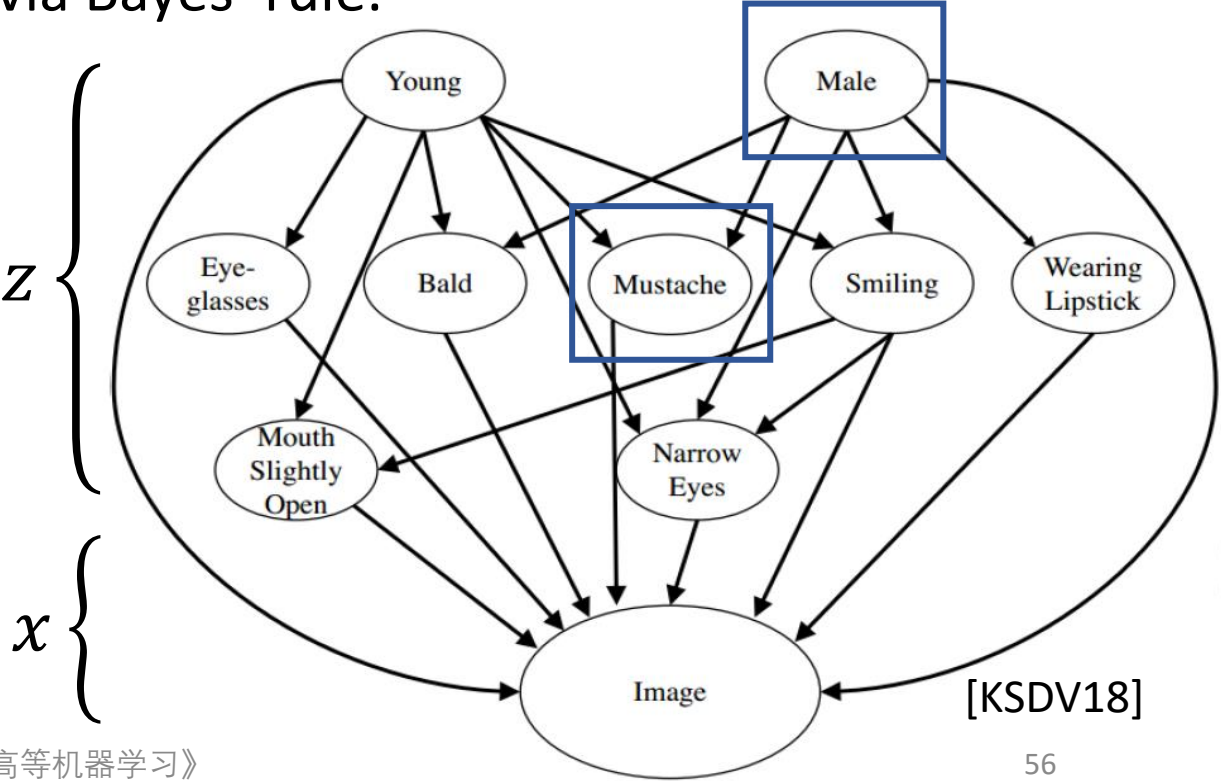 via Bayes' rule:
Young
Male
z
Eye-
glasses
Bald
Mustache
Smiling
Wearing
Lipstick
Mouth
Slightly
Open
Narrow
Eyes
x
Image
[KSDV18]
高等机器学习》
56